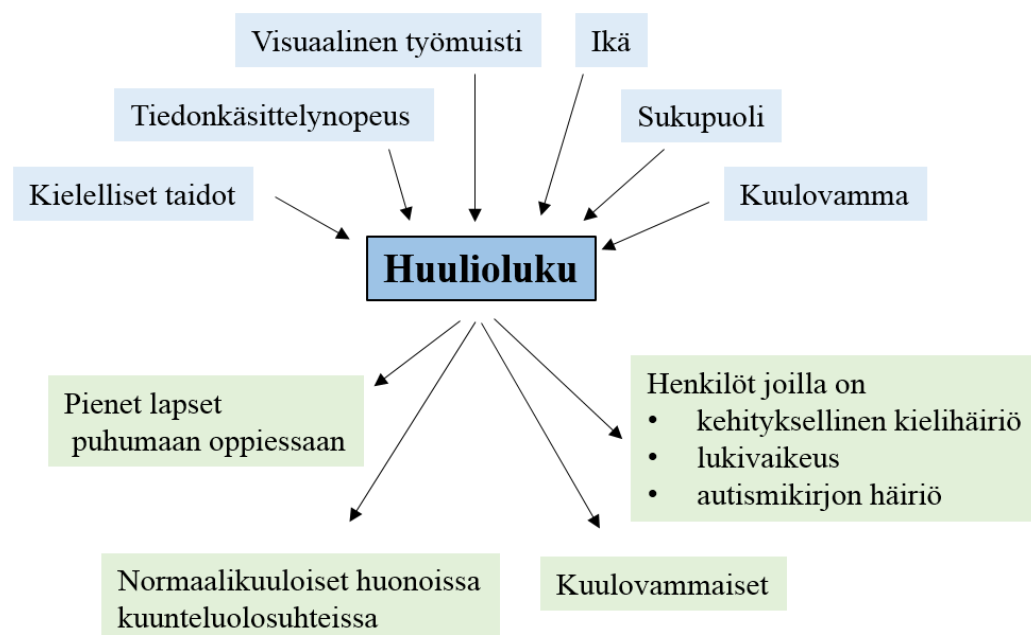 Visuaalinen työmuisti
Ikä
Tiedonkäsittelynopeus
Sukupuoli
Kielelliset taidot
Kuulovamma
Huulioluku
Pienet lapset
puhumaan oppiessaan
Henkilöt joilla on
• kehityksellinen kielihäiriö
• lukivaikeus
• autismikirjon häiriö
Normaalikuuloiset huonoissa
kuunteluolosuhteissa
Kuulovammaiset